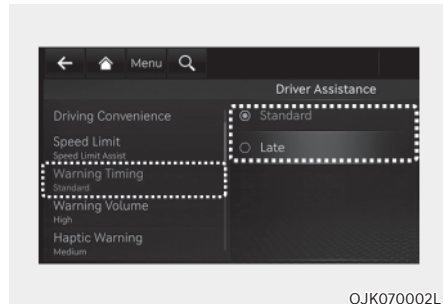 Menu
Driver Assistance
Driving Convenience
Speed Limit
Speed Limit Assist
Warning Timing
Standard
Warning Volume
High
Haptic Warning
Medium
Standard
Late
OJK070002L